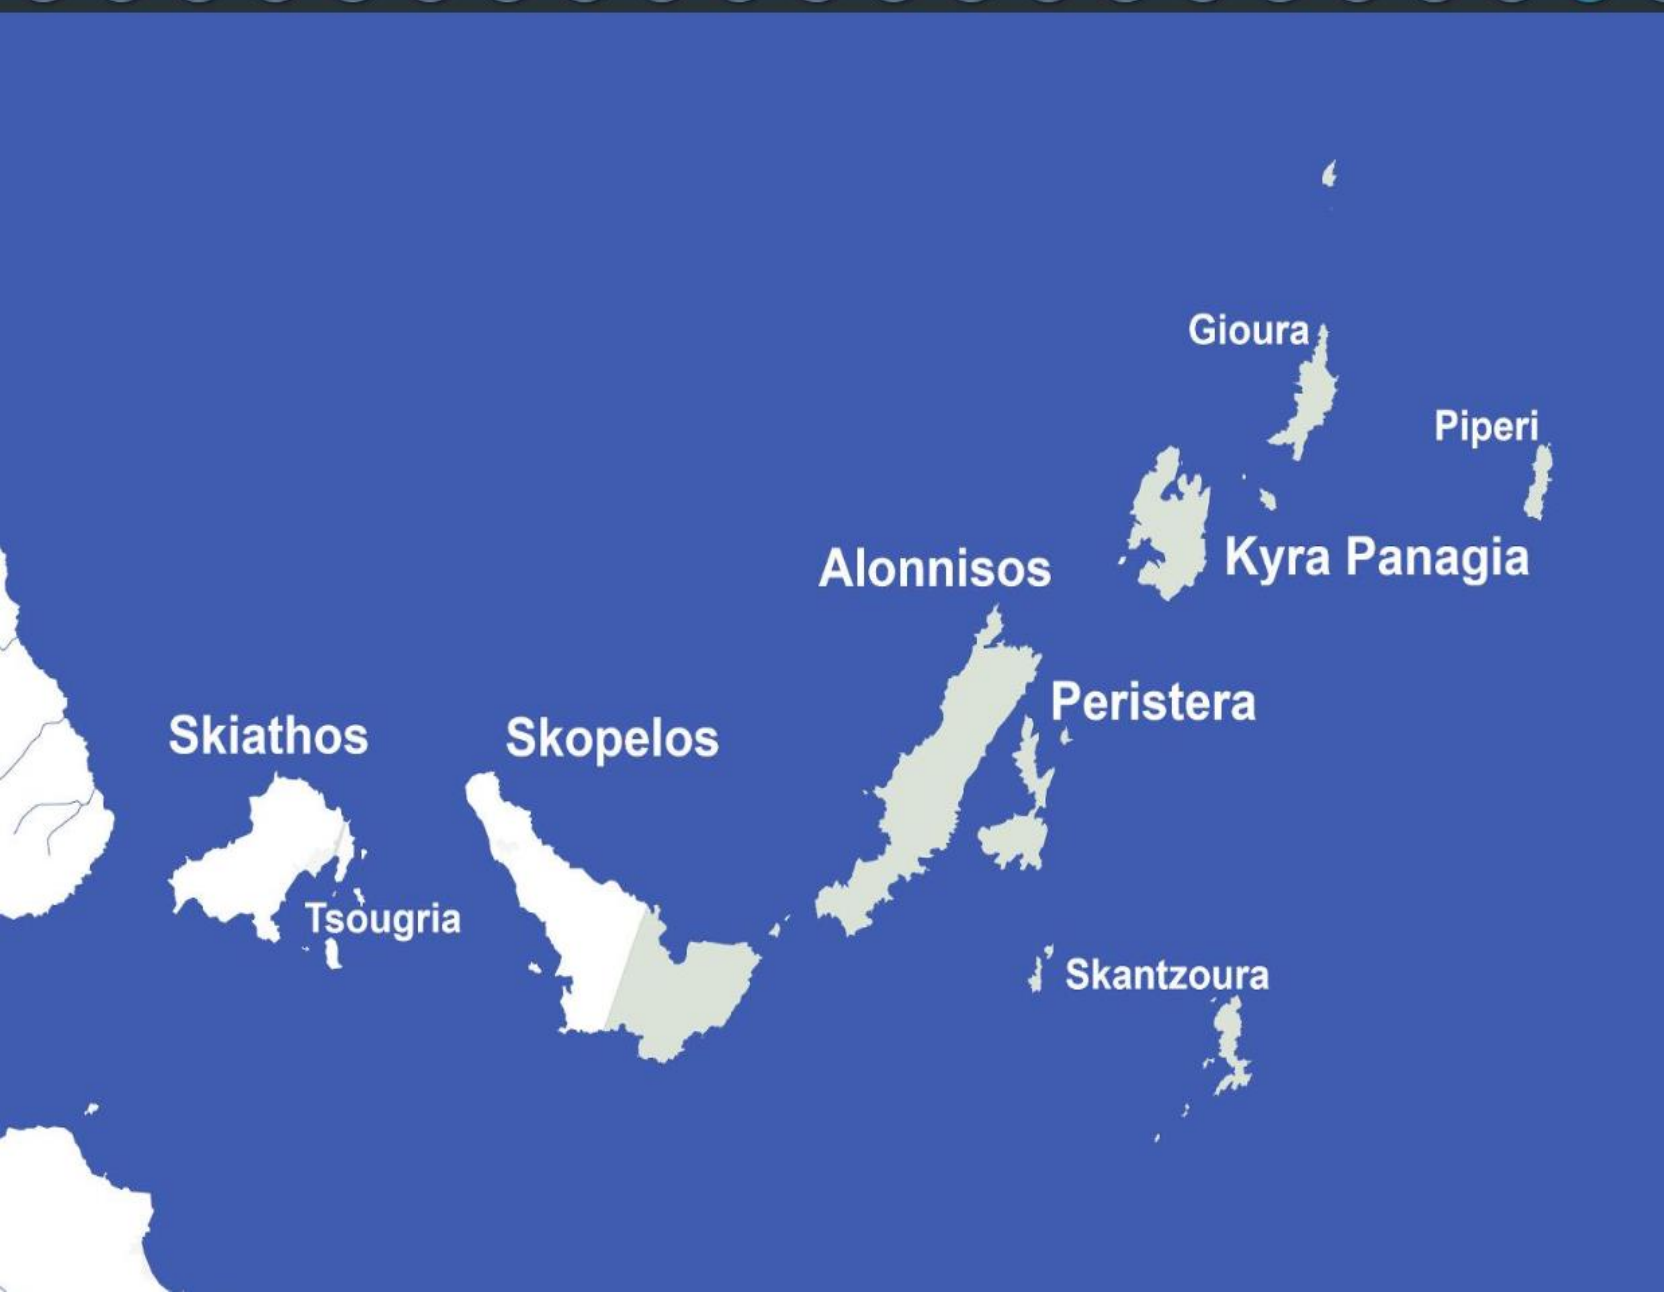 Gioura
Piperi
Kyra Panagia
Alonnisos
Peristera
Skiathos
Skopelos
Tsougria
Skantzoura